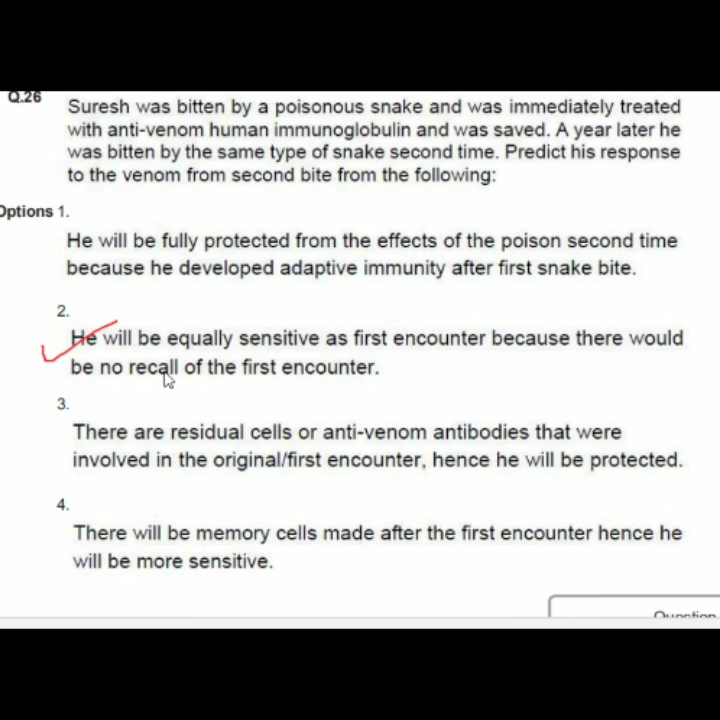 Q.26
Suresh was bitten by a poisonous snake and was immediately treated
with anti-venom human immunoglobulin and was saved. A year later he
was bitten by the same type of snake second time. Predict his response
to the venom from second bite from the following:
Options 1.
He will be fully protected from the effects of the poison second time
because he developed adaptive immunity after first snake bite.
2.
He will be equally sensitive as first encounter because there would
be no recall of the first encounter.
3.
There are residual cells or anti-venom antibodies that were
involved in the original/first encounter, hence he will be protected.
4.
There will be memory cells made after the first encounter hence he
will be more sensitive.
Question